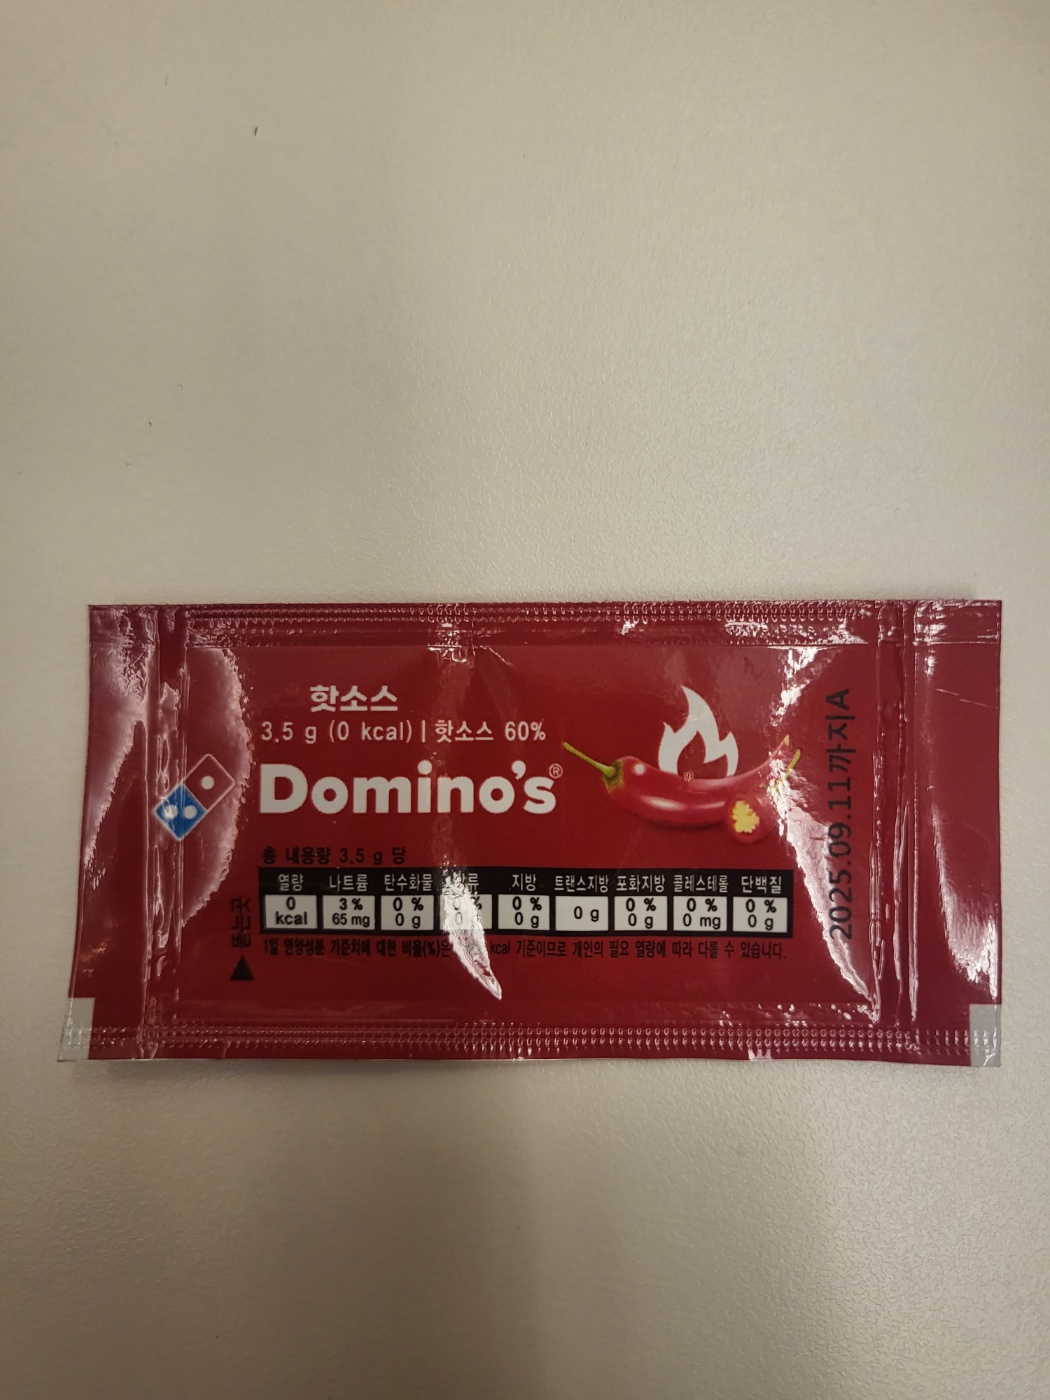 핫소스
3.5 g (0 kcal) | 핫소스 60%
Domino's®
총 내용량 3.5 g 당
열량 나트륨 탄수화물 지방 트랜스지방 포화지방 콜레스테롤 단백질
0 3 % 0 % 0 % 0 g 0 % 0 % 0 %
kcal 65 mg 0 g 0 g 0 g 0 mg 0 g
1일 영양성분 기준치에 대한 비율(%)은 kcal 기준이므로 개인의 필요 열량에 따라 다를 수 있습니다.
뜯는곳
2025.09.11까지A